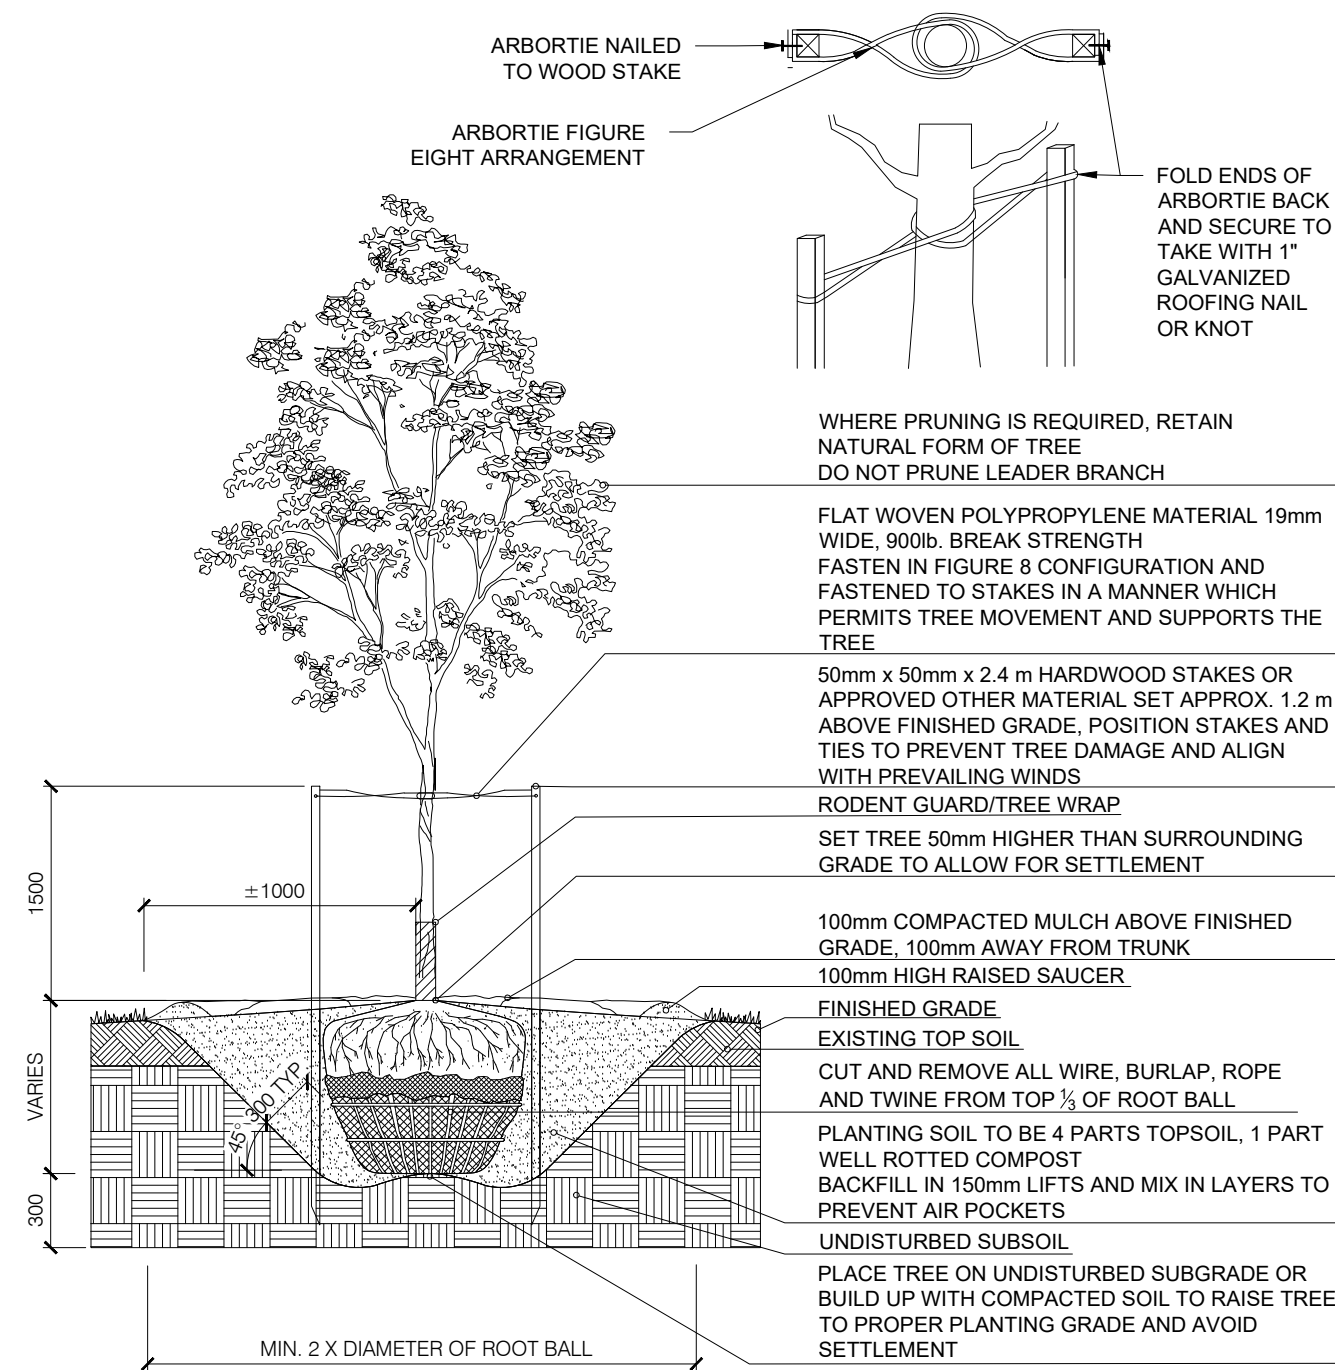 ARBORTIE NAILED
TO WOOD STAKE
ARBORTIE FIGURE
EIGHT ARRANGEMENT
FOLD ENDS OF
ARBORTIE BACK
AND SECURE TO
TAKE WITH 1"
GALVANIZED
ROOFING NAIL
OR KNOT
WHERE PRUNING IS REQUIRED, RETAIN
NATURAL FORM OF TREE
DO NOT PRUNE LEADER BRANCH
FLAT WOVEN POLYPROPYLENE MATERIAL 19mm
WIDE, 900lb. BREAK STRENGTH
FASTEN IN FIGURE 8 CONFIGURATION AND
FASTENED TO STAKES IN A MANNER WHICH
PERMITS TREE MOVEMENT AND SUPPORTS THE
TREE
50mm x 50mm x 2.4 m HARDWOOD STAKES OR
APPROVED OTHER MATERIAL SET APPROX. 1.2 m
ABOVE FINISHED GRADE, POSITION STAKES AND
TIES TO PREVENT TREE DAMAGE AND ALIGN
WITH PREVAILING WINDS
RODENT GUARD/TREE WRAP
SET TREE 50mm HIGHER THAN SURROUNDING
GRADE TO ALLOW FOR SETTLEMENT
100mm COMPACTED MULCH ABOVE FINISHED
GRADE, 100mm AWAY FROM TRUNK
100mm HIGH RAISED SAUCER
FINISHED GRADE
EXISTING TOP SOIL
CUT AND REMOVE ALL WIRE, BURLAP, ROPE
AND TWINE FROM TOP ⅓ OF ROOT BALL
PLANTING SOIL TO BE 4 PARTS TOPSOIL, 1 PART
WELL ROTTED COMPOST
BACKFILL IN 150mm LIFTS AND MIX IN LAYERS TO
PREVENT AIR POCKETS
UNDISTURBED SUBSOIL
PLACE TREE ON UNDISTURBED SUBGRADE OR
BUILD UP WITH COMPACTED SOIL TO RAISE TREE
TO PROPER PLANTING GRADE AND AVOID
SETTLEMENT
1500
±1000
VARIES
45°
300 TYP
300
MIN. 2 X DIAMETER OF ROOT BALL